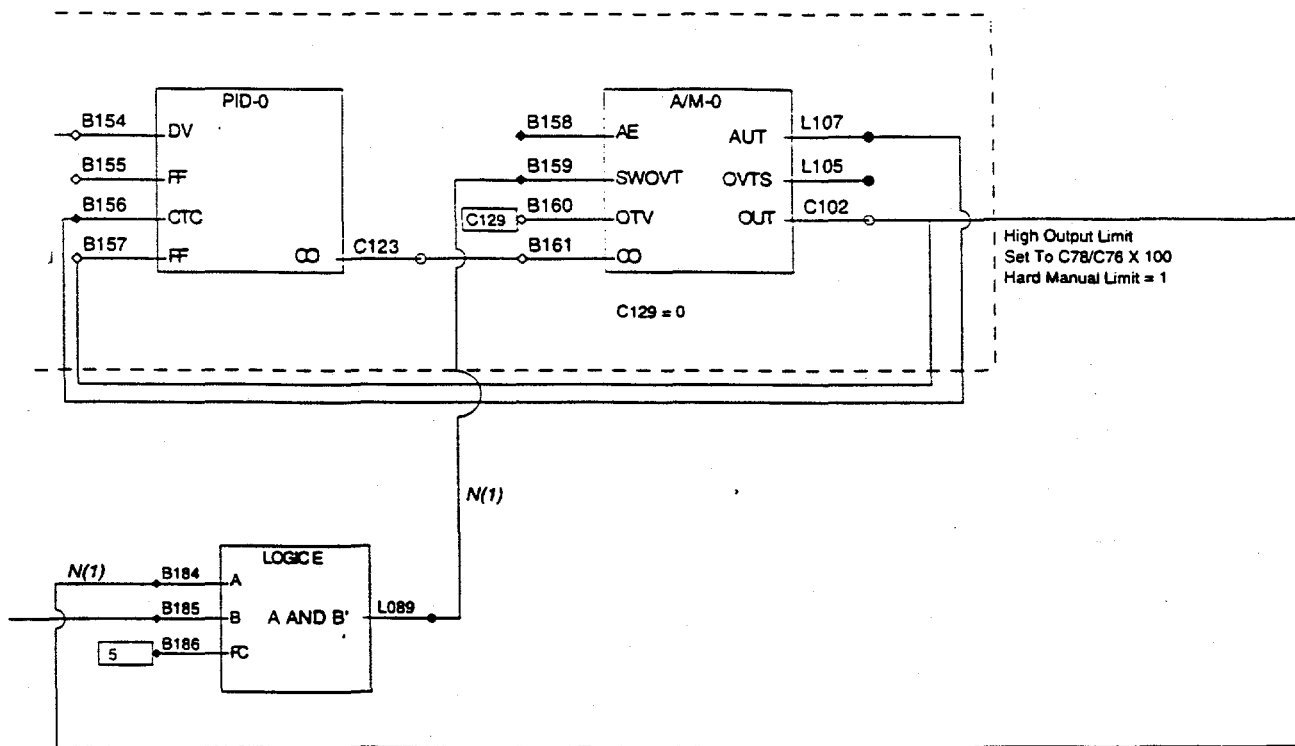 PID-0
B154
DV
B155
FF
B156
CTC
B157
FF
CO
C123
A/M-0
B158
AE
B159
SWOVT
C129
B160
OTV
B161
CO
AUT
L107
OVTS
L105
OUT
C102
C129 = 0
High Output Limit
Set To C78/C76 X 100
Hard Manual Limit = 1
N(1)
LOGIC E
N(1)
B184
A
B185
B
A AND B'
L089
5
B186
FC